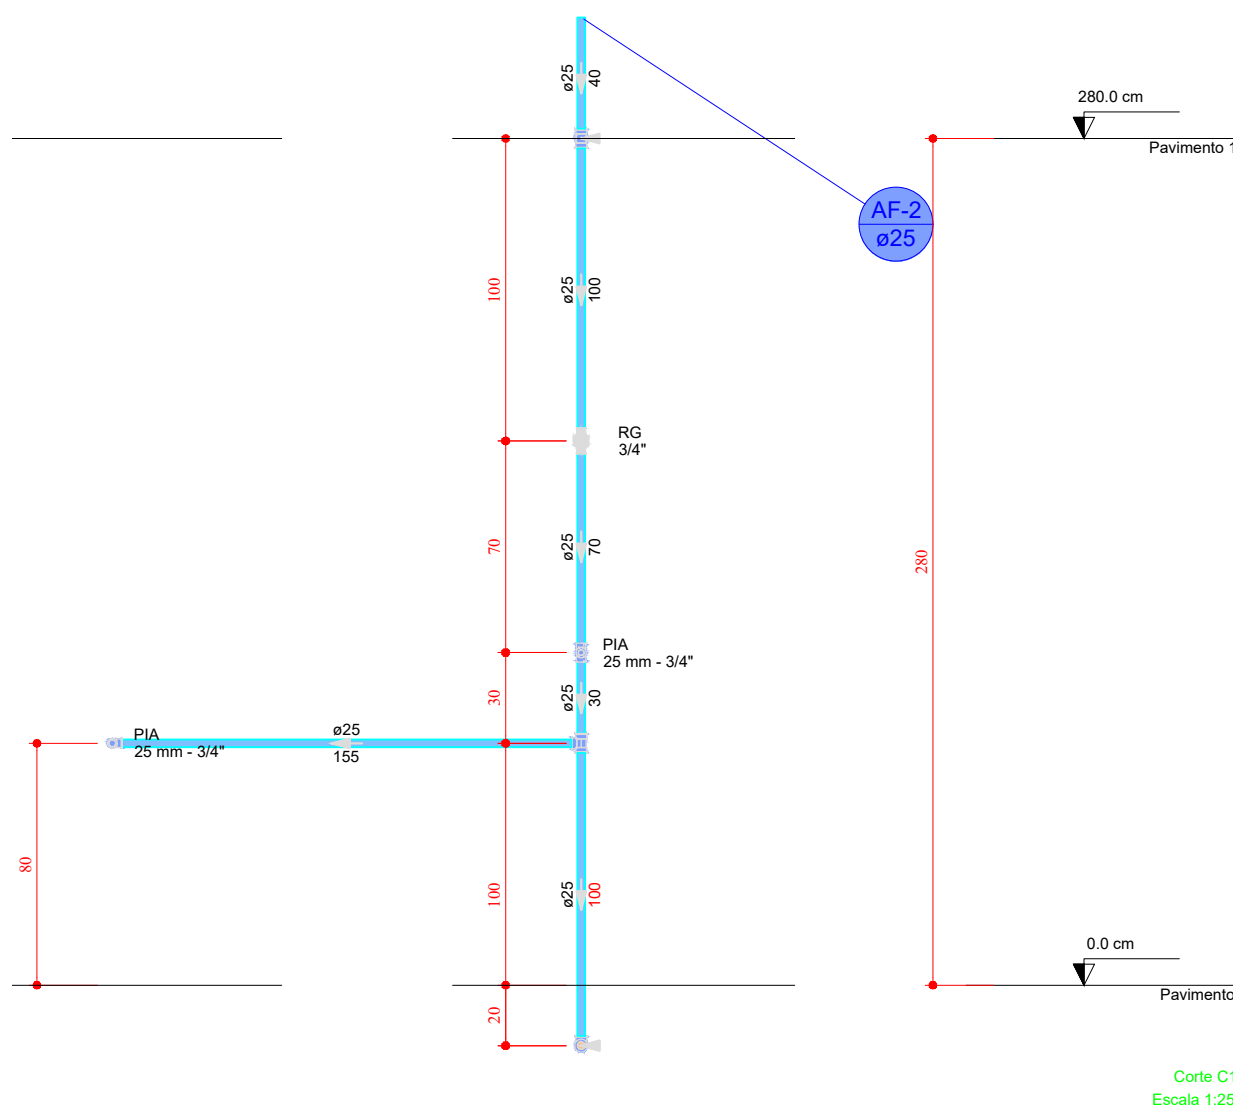 ø25
40
280.0 cm
Pavimento 1
AF-2
ø25
100
ø25
100
RG
3/4"
70
ø25
70
280
PIA
25 mm - 3/4"
30
ø25
30
PIA
25 mm - 3/4"
ø25
155
80
100
ø25
100
0.0 cm
Pavimento
20
Corte C1
Escala 1:25